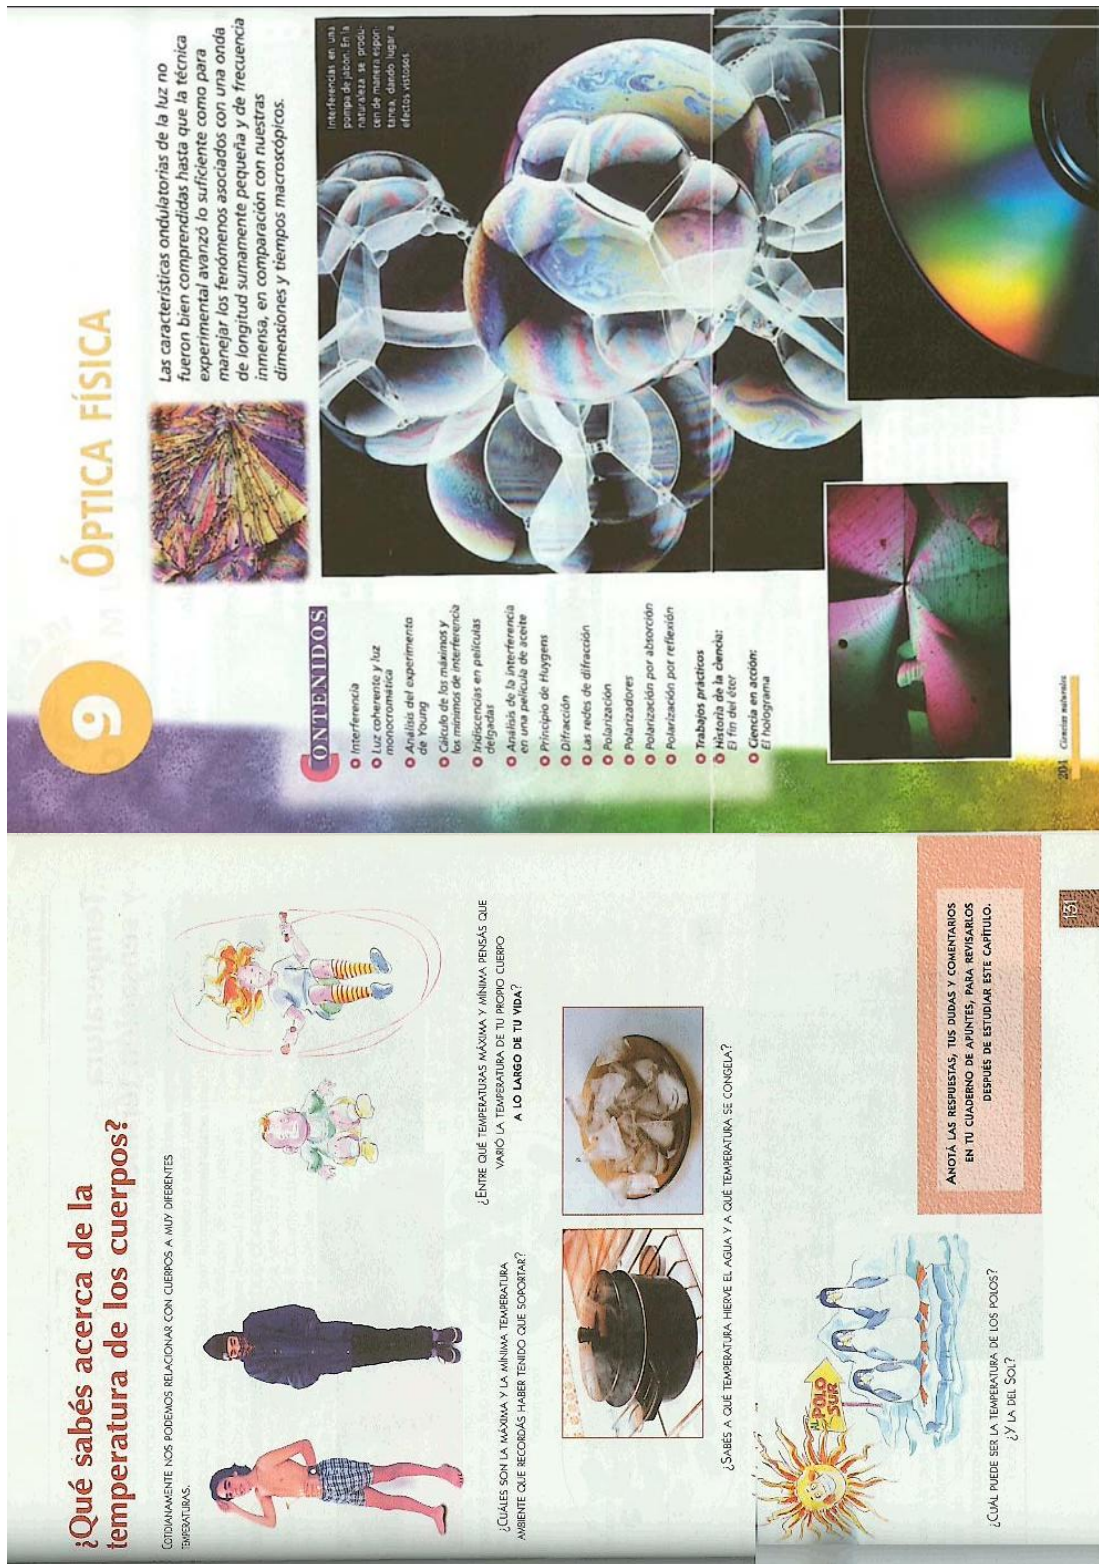 ¿Qué sabés acerca de la
temperatura de los cuerpos?
COTIDIANAMENTE NOS PODEMOS RELACIONAR CON CUERPOS A MUY DIFERENTES
TEMPERATURAS.
¿CUÁLES SON LA MÁXIMA Y LA MÍNIMA TEMPERATURA
AMBIENTE QUE RECORDÁS HABER TENIDO QUE SOPORTAR?
¿ENTRE QUÉ TEMPERATURAS MÁXIMA Y MÍNIMA PENSÁS QUE
VARIÓ LA TEMPERATURA DE TU PROPIO CUERPO
A LO LARGO DE TU VIDA?
¿SABÉS A QUÉ TEMPERATURA HIERVE EL AGUA Y A QUÉ TEMPERATURA SE CONGELA?
AL
POLO
SUR
¿CUÁL PUEDE SER LA TEMPERATURA DE LOS POLOS?
¿Y LA DEL SOL?
ANOTÁ LAS RESPUESTAS, TUS DUDAS Y COMENTARIOS
EN TU CUADERNO DE APUNTES, PARA REVISARLOS
DESPUÉS DE ESTUDIAR ESTE CAPÍTULO.
131
9
ÓPTICA FÍSICA
Las características ondulatorias de la luz no
fueron bien comprendidas hasta que la técnica
experimental avanzó lo suficiente como para
manejar los fenómenos asociados con una onda
de longitud sumamente pequeña y de frecuencia
inmensa, en comparación con nuestras
dimensiones y tiempos macroscópicos.
CONTENIDOS
Interferencia
Luz coherente y luz
monocromática
Análisis del experimento
de Young
Cálculo de los máximos y
los mínimos de interferencia
Iridiscencias en películas
delgadas
Análisis de la interferencia
en una película de aceite
Principio de Huygens
Difracción
Las redes de difracción
Polarización
Polarizadores
Polarización por absorción
Polarización por reflexión
Trabajos prácticos
Historia de la ciencia:
El fin del éter
Ciencia en acción:
El holograma
Interferencias en una
pompa de jabón. En la
naturaleza se produ-
cen de manera espon-
tánea, dando lugar a
efectos vistosos.
204 Ciencias naturales